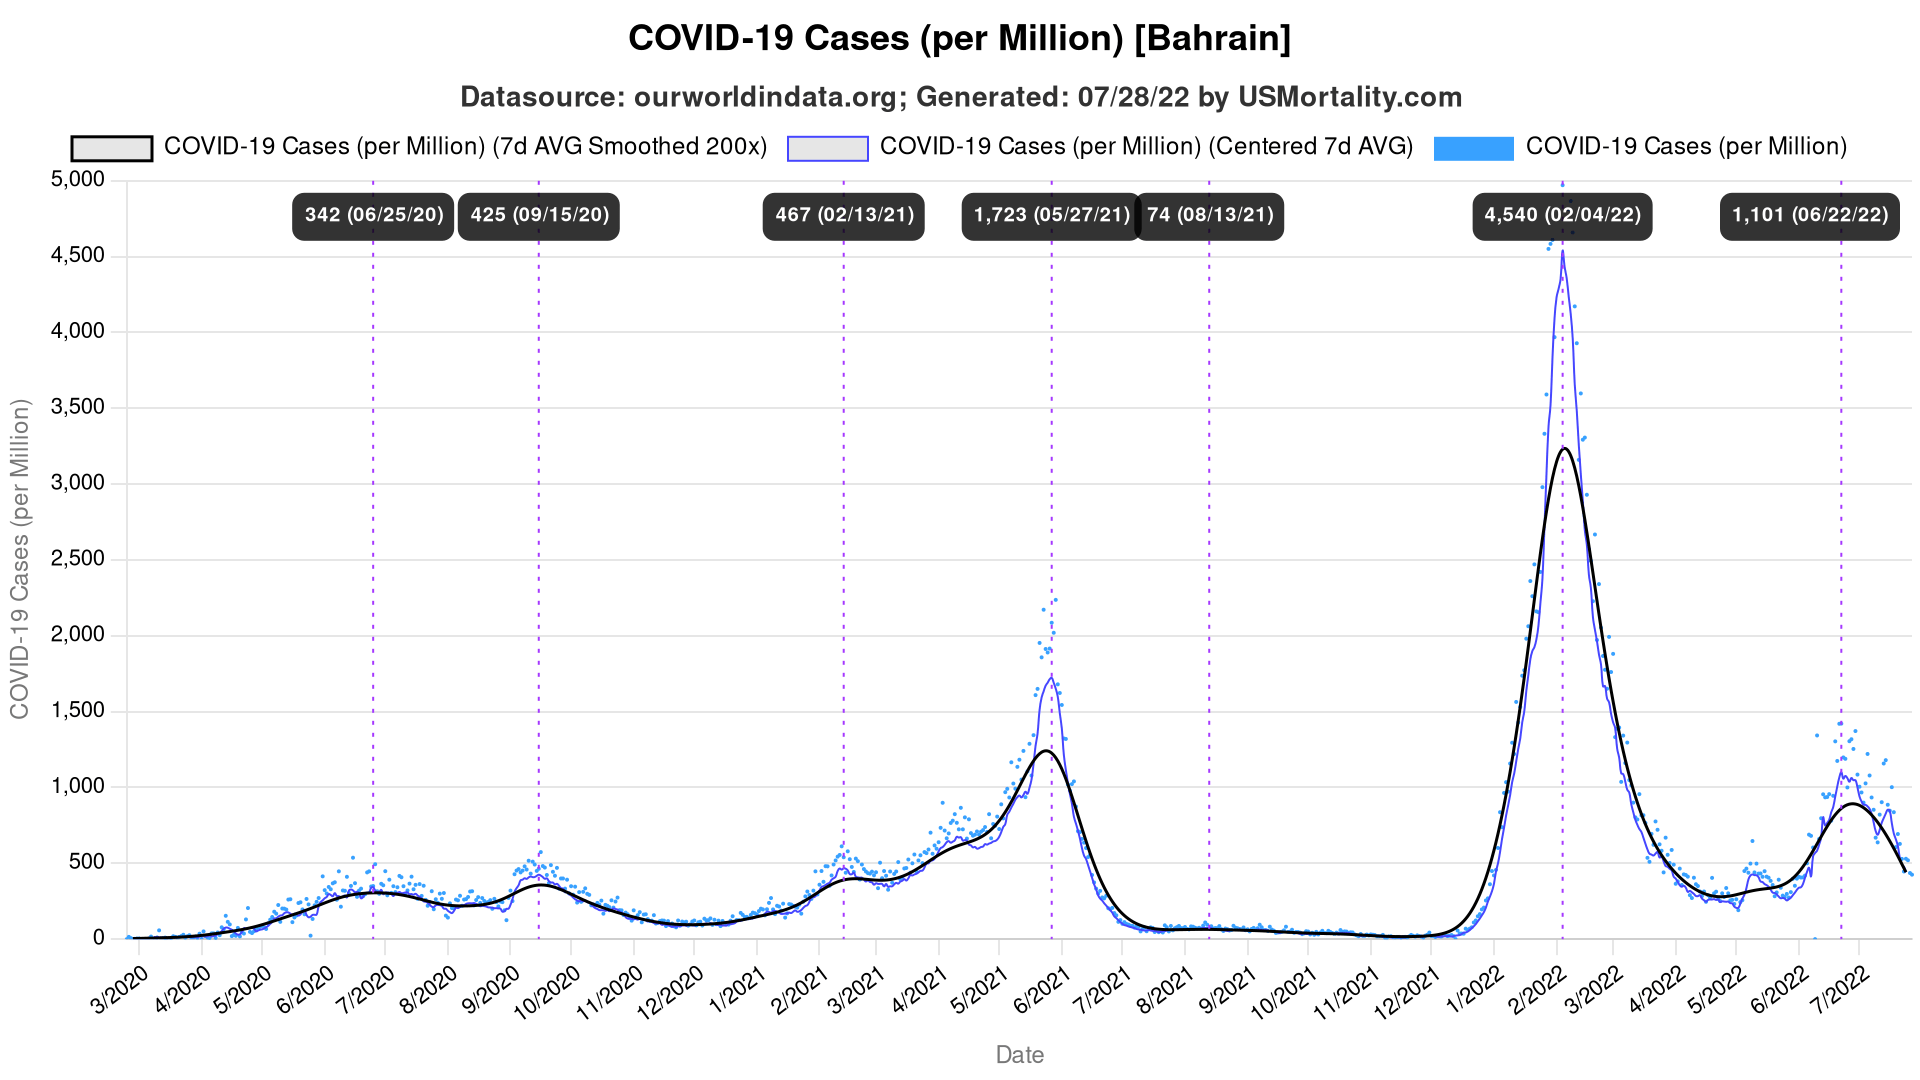 COVID-19 Cases (per Million) [Bahrain]
Datasource: ourworldindata.org; Generated: 07/28/22 by USMortality.com
COVID-19 Cases (per Million) (7d AVG Smoothed 200x) COVID-19 Cases (per Million) (Centered 7d AVG) COVID-19 Cases (per Million)
342 (06/25/20) 425 (09/15/20) 467 (02/13/21) 1,723 (05/27/21) 74 (08/13/21) 4,540 (02/04/22) 1,101 (06/22/22)
5,000
4,500
4,000
3,500
3,000
2,500
2,000
1,500
1,000
500
0
COVID-19 Cases (per Million)
3/2020 4/2020 5/2020 6/2020 7/2020 8/2020 9/2020 10/2020 11/2020 12/2020 1/2021 2/2021 3/2021 4/2021 5/2021 6/2021 7/2021 8/2021 9/2021 10/2021 11/2021 12/2021 1/2022 2/2022 3/2022 4/2022 5/2022 6/2022 7/2022
Date